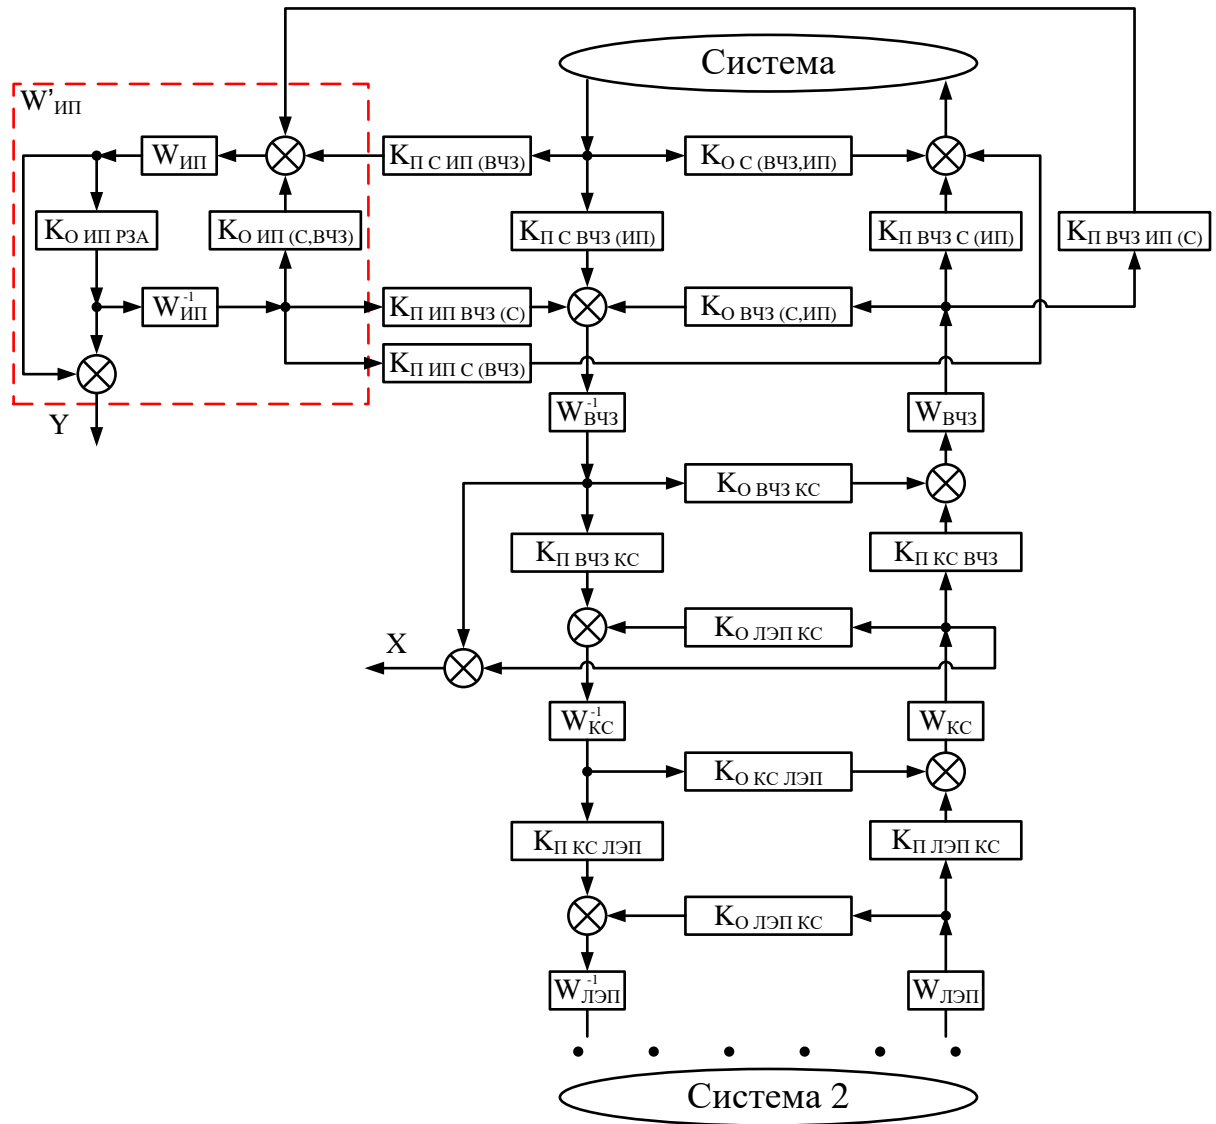 Система
W'ИП
WИП
KП С ИП (ВЧЗ)
KО С (ВЧЗ,ИП)
KО ИП РЗА
KО ИП (С,ВЧЗ)
KП С ВЧЗ (ИП)
KП ВЧЗ С (ИП)
KП ВЧЗ ИП (С)
W-1ИП
KП ИП ВЧЗ (С)
KО ВЧЗ (С,ИП)
KП ИП С (ВЧЗ)
Y
W-1ВЧЗ
WВЧЗ
KО ВЧЗ КС
KП ВЧЗ КС
KП КС ВЧЗ
KО ЛЭП КС
X
W-1КС
WКС
KО КС ЛЭП
KП КС ЛЭП
KП ЛЭП КС
KО ЛЭП КС
W-1ЛЭП
WЛЭП
Система 2